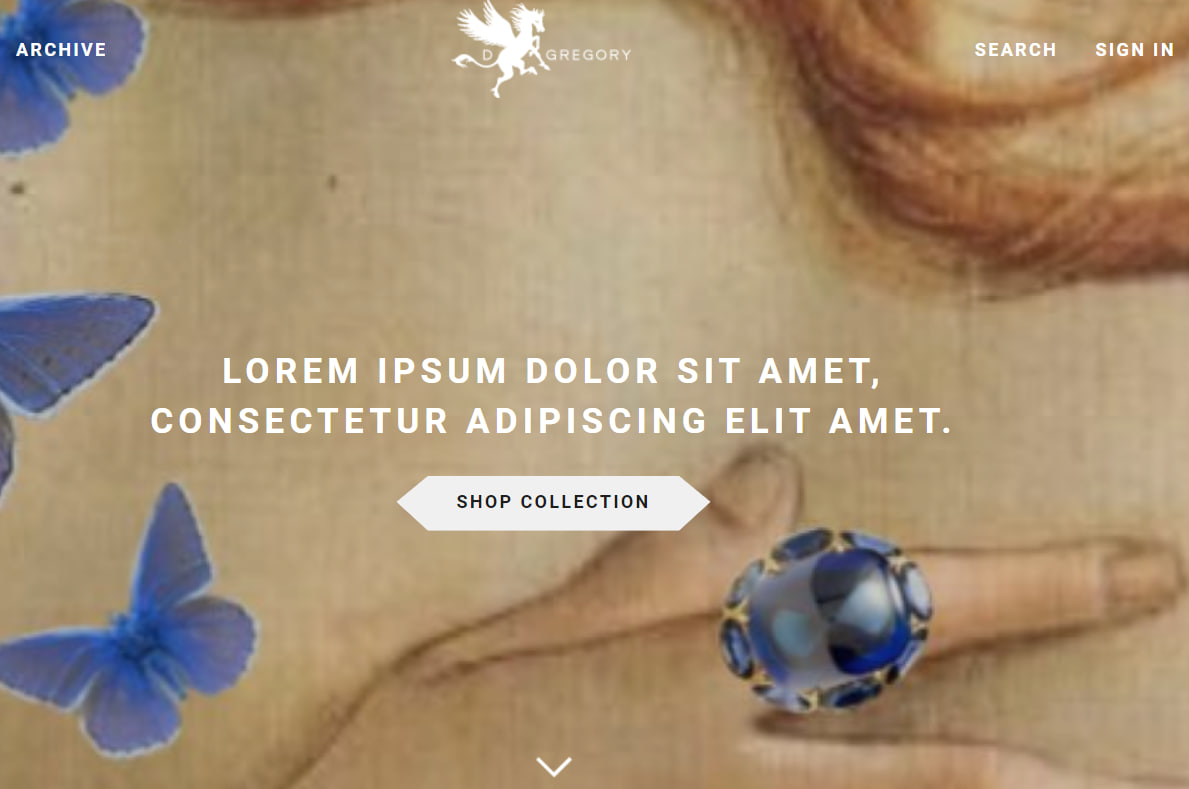 ARCHIVE
D GREGORY
SEARCH
SIGN IN
LOREM IPSUM DOLOR SIT AMET,
CONSECTETUR ADIPISCING ELIT AMET.
SHOP COLLECTION